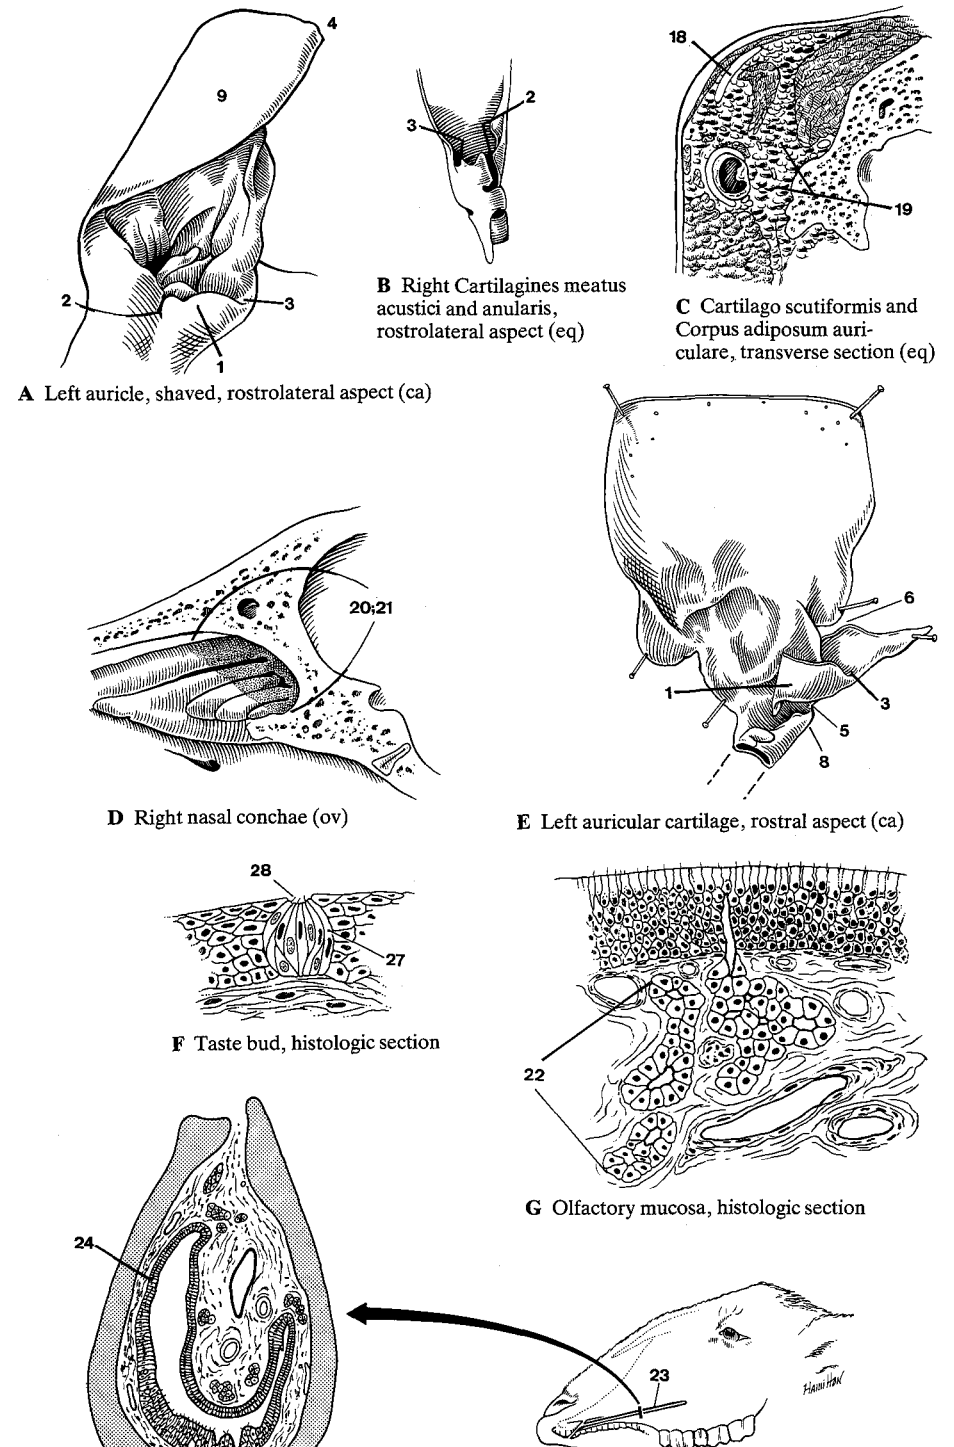 4
9
2
3
1
A Left auricle, shaved, rostrolateral aspect (ca)
2
3
B Right Cartilagines meatus
acustici and anularis,
rostrolateral aspect (eq)
18
19
C Cartilago scutiformis and
Corpus adiposum auri-
culare, transverse section (eq)
20;21
D Right nasal conchae (ov)
6
1
3
5
8
E Left auricular cartilage, rostral aspect (ca)
28
27
F Taste bud, histologic section
22
G Olfactory mucosa, histologic section
24
23